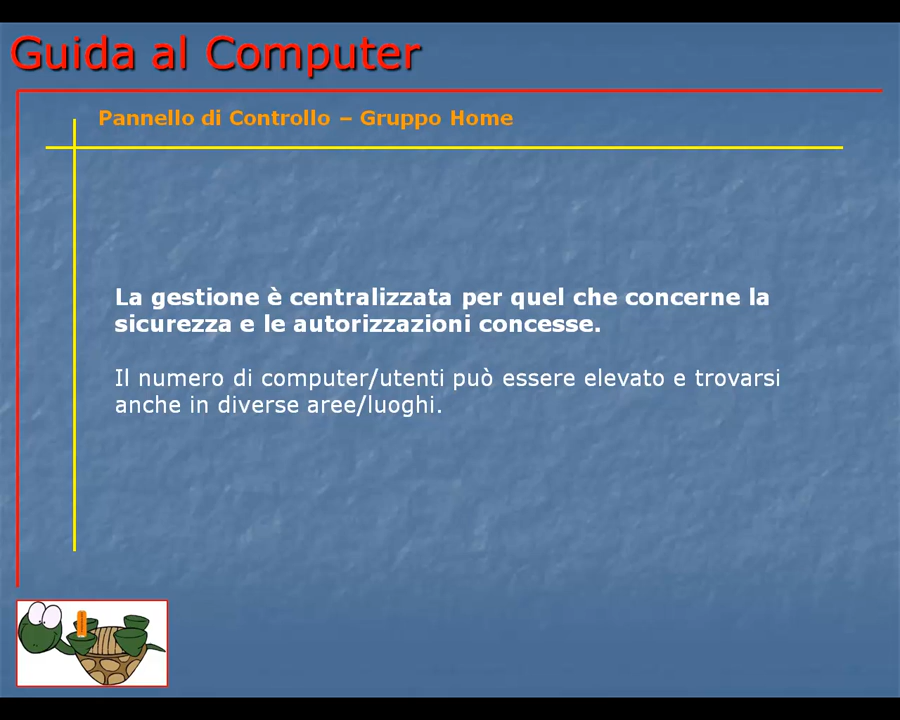 Guida al Computer
Pannello di Controllo – Gruppo Home
La gestione è centralizzata per quel che concerne la
sicurezza e le autorizzazioni concesse.
Il numero di computer/utenti può essere elevato e trovarsi
anche in diverse aree/luoghi.